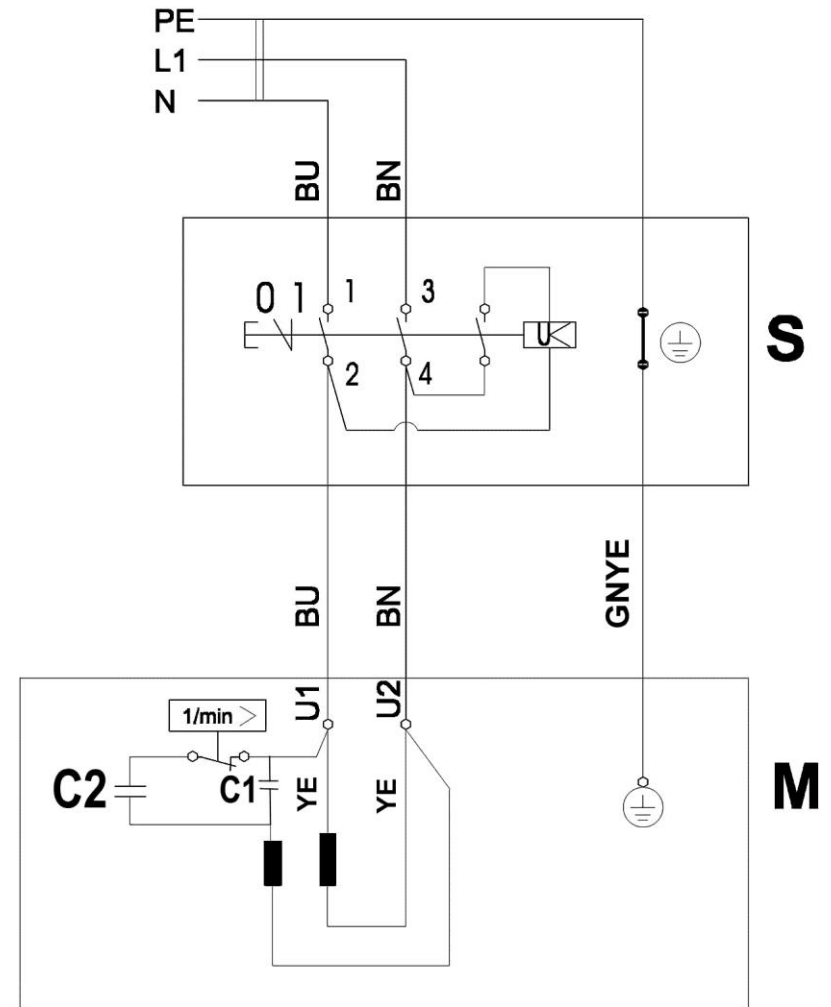 PE
L1
N
BU BN
0 1 1 3
U<
S
2 4
BU BN GNYE
U1 U2
1/min >
C2 C1 YE YE
M